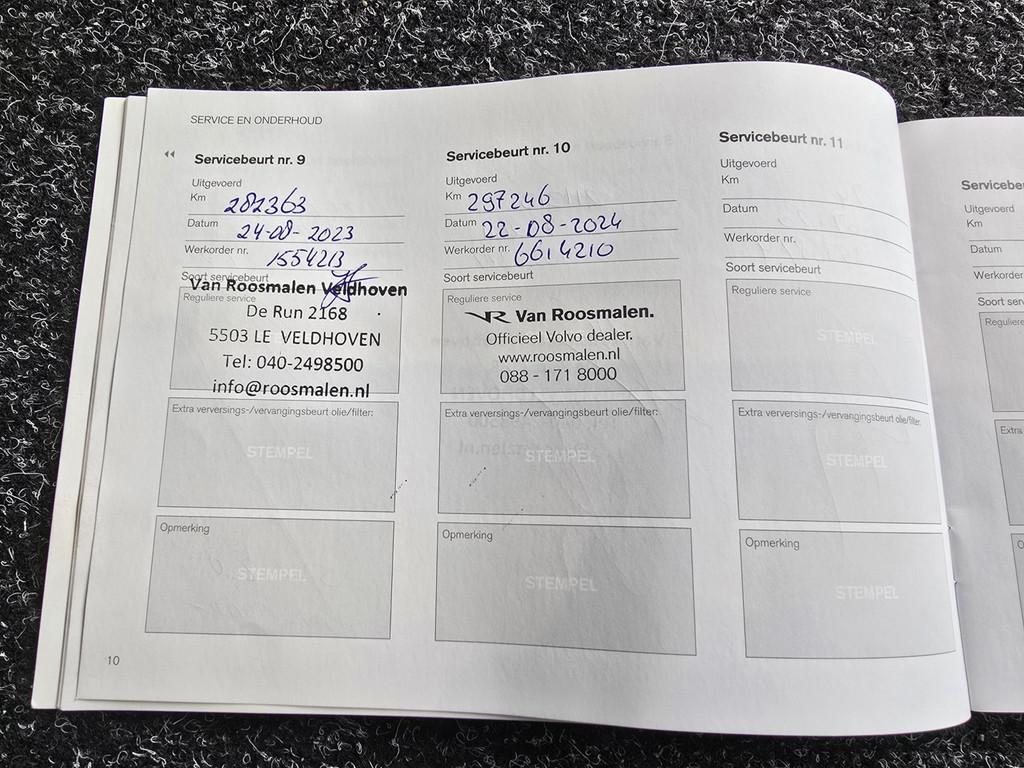 SERVICE EN ONDERHOUD
Servicebeurt nr. 9
Uitgevoerd
Km 282363
Datum 24-08-2023
Werkorder nr. 1554213
Soort servicebeurt
Reguliere service
Van Roosmalen Veldhoven
De Run 2168
5503 LE VELDHOVEN
Tel: 040-2498500
info@roosmalen.nl
Extra verversings-/vervangingsbeurt olie/filter:
STEMPEL
Opmerking
STEMPEL
Servicebeurt nr. 10
Uitgevoerd
Km 297246
Datum 22-08-2024
Werkorder nr. 6614210
Soort servicebeurt
Reguliere service
VR Van Roosmalen.
Officieel Volvo dealer.
www.roosmalen.nl
088 - 171 8000
Extra verversings-/vervangingsbeurt olie/filter:
STEMPEL
Opmerking
STEMPEL
Servicebeurt nr. 11
Uitgevoerd
Km
Datum
Werkorder nr.
Soort servicebeurt
Reguliere service
STEMPEL
Extra verversings-/vervangingsbeurt olie/filter:
STEMPEL
Opmerking
STEMPEL
10
Uitgevoerd
Km
Datum
Werkorder
Reguliere
Extra